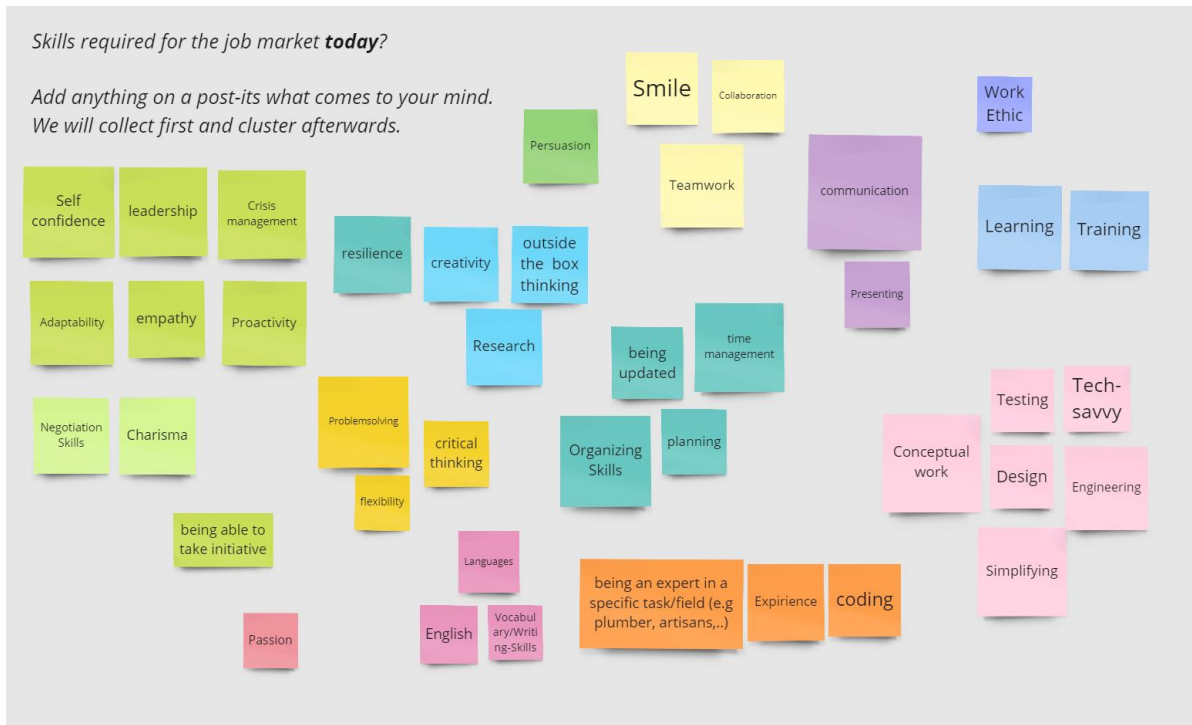 Skills required for the job market today?
Add anything on a post-its what comes to your mind.
We will collect first and cluster afterwards.
Self
confidence
leadership
Crisis
management
Adaptability
empathy
Proactivity
Negotiation
Skills
Charisma
being able to
take initiative
Passion
resilience
creativity
outside
the box
thinking
Research
Problemsolving
critical
thinking
flexibility
Languages
English
Vocabul
ary/Writi
ng-Skills
Persuasion
Smile
Collaboration
Teamwork
communication
Presenting
being
updated
time
management
Organizing
Skills
planning
being an expert in a
specific task/field (e.g
plumber, artisans,..)
Expirience
coding
Work
Ethic
Learning
Training
Testing
Tech-
savvy
Conceptual
work
Design
Engineering
Simplifying